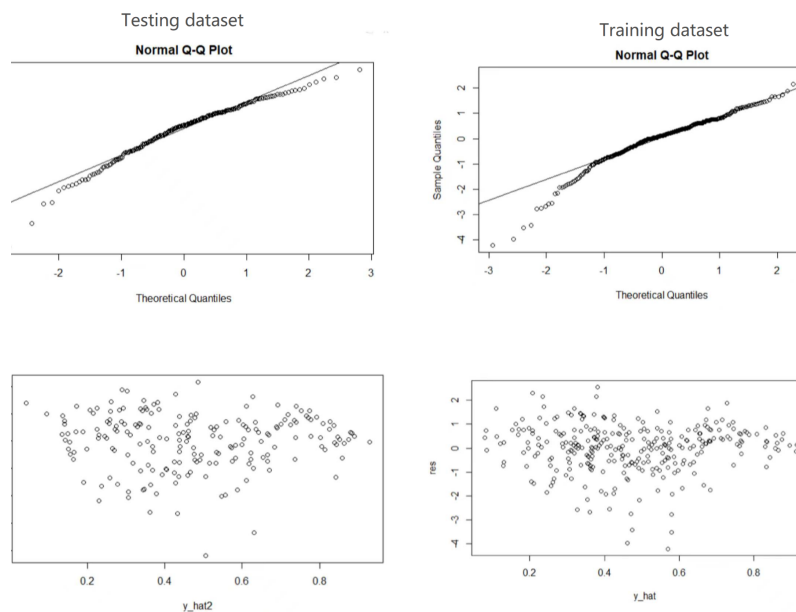 Testing dataset
Normal Q-Q Plot
-2 -1 0 1 2 3
Theoretical Quantiles
Training dataset
Normal Q-Q Plot
2
1
0
-1
-2
-3
-4
Sample Quantiles
-3 -2 -1 0 1 2
Theoretical Quantiles
0.2 0.4 0.6 0.8
y_hat2
2
1
0
-1
-2
-3
-4
res
0.2 0.4 0.6 0.8
y_hat